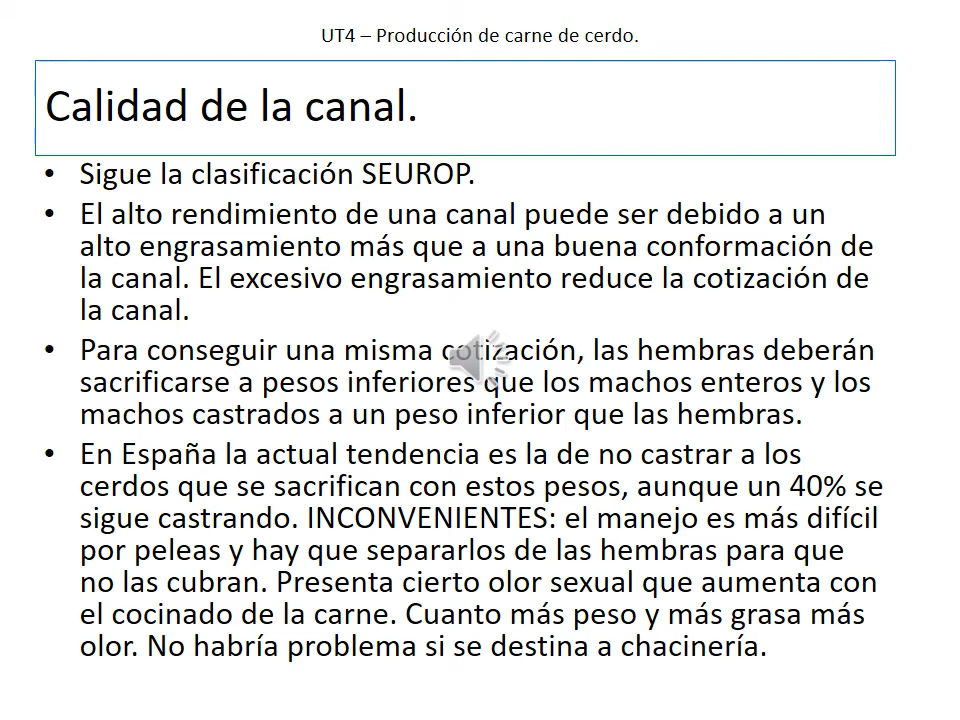 UT4 – Producción de carne de cerdo.
Calidad de la canal.
• Sigue la clasificación SEUROP.
• El alto rendimiento de una canal puede ser debido a un
alto engrasamiento más que a una buena conformación de
la canal. El excesivo engrasamiento reduce la cotización de
la canal.
• Para conseguir una misma cotización, las hembras deberán
sacrificarse a pesos inferiores que los machos enteros y los
machos castrados a un peso inferior que las hembras.
• En España la actual tendencia es la de no castrar a los
cerdos que se sacrifican con estos pesos, aunque un 40% se
sigue castrando. INCONVENIENTES: el manejo es más difícil
por peleas y hay que separarlos de las hembras para que
no las cubran. Presenta cierto olor sexual que aumenta con
el cocinado de la carne. Cuanto más peso y más grasa más
olor. No habría problema si se destina a chacinería.